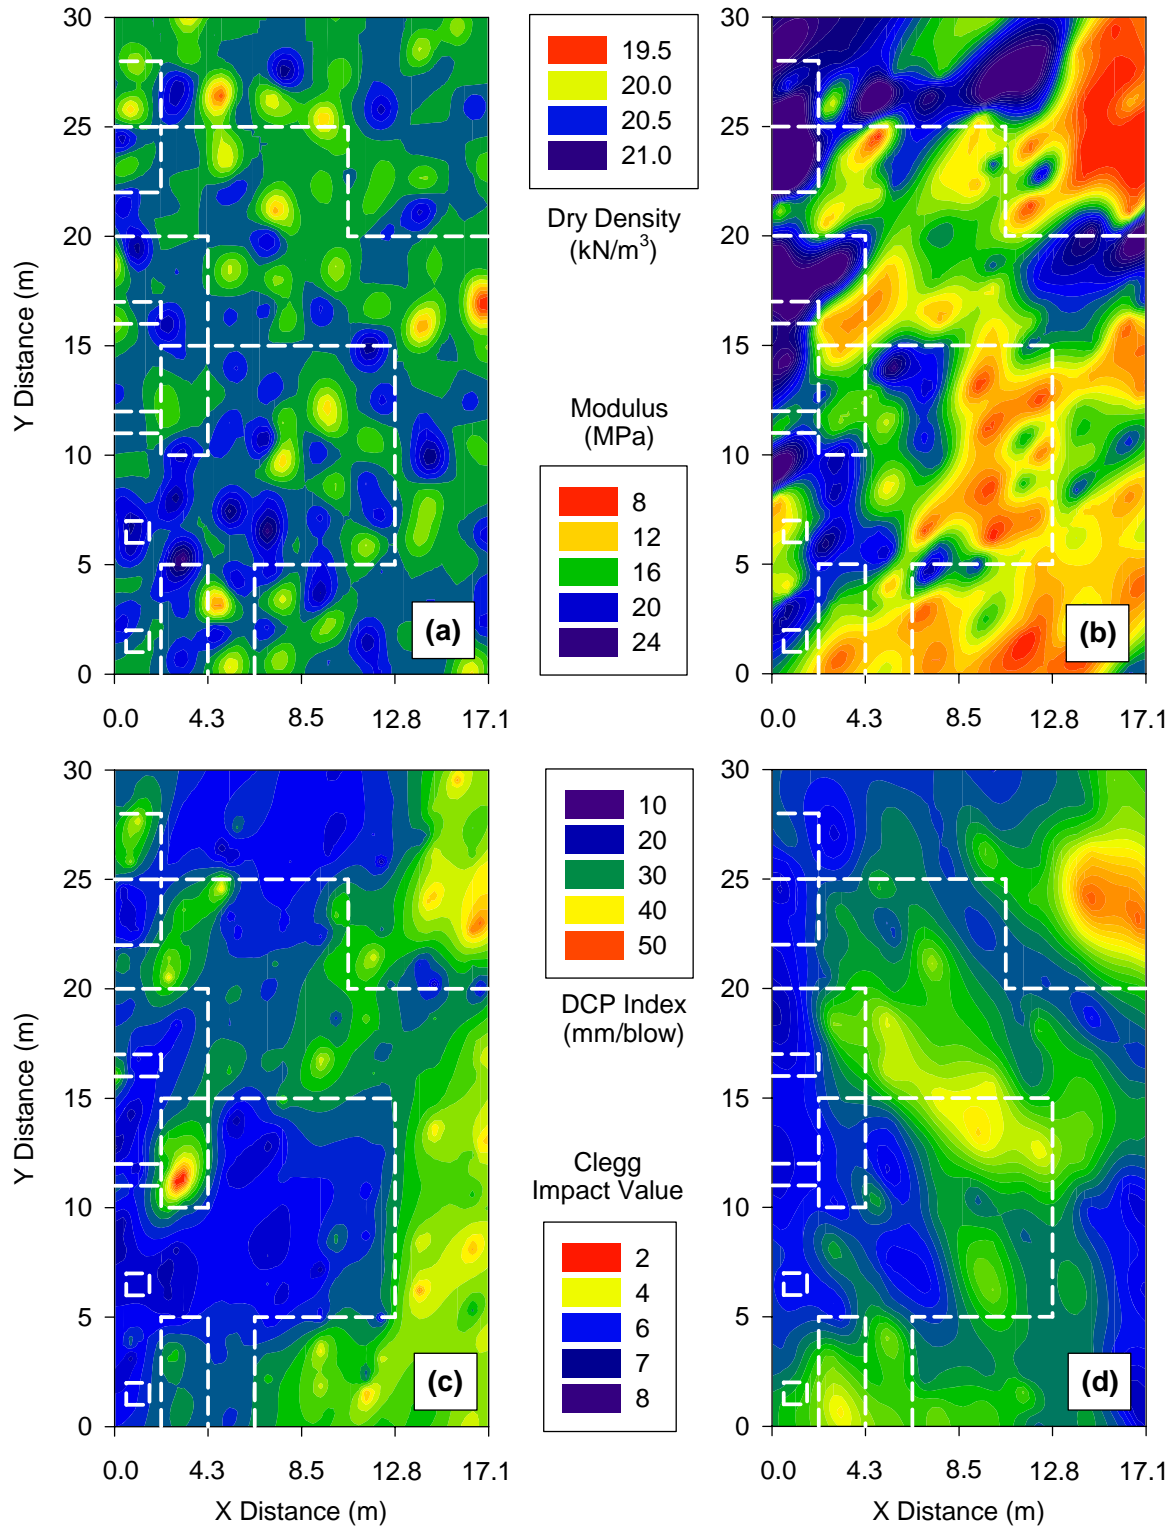 30
25
20
15
10
5
0
Y Distance (m)
0.0 4.3 8.5 12.8 17.1
(a)
19.5
20.0
20.5
21.0
Dry Density
(kN/m³)
Modulus
(MPa)
8
12
16
20
24
30
25
20
15
10
5
0
0.0 4.3 8.5 12.8 17.1
(b)
30
25
20
15
10
5
0
Y Distance (m)
0.0 4.3 8.5 12.8 17.1
X Distance (m)
(c)
10
20
30
40
50
DCP Index
(mm/blow)
Clegg
Impact Value
2
4
6
7
8
30
25
20
15
10
5
0
0.0 4.3 8.5 12.8 17.1
X Distance (m)
(d)